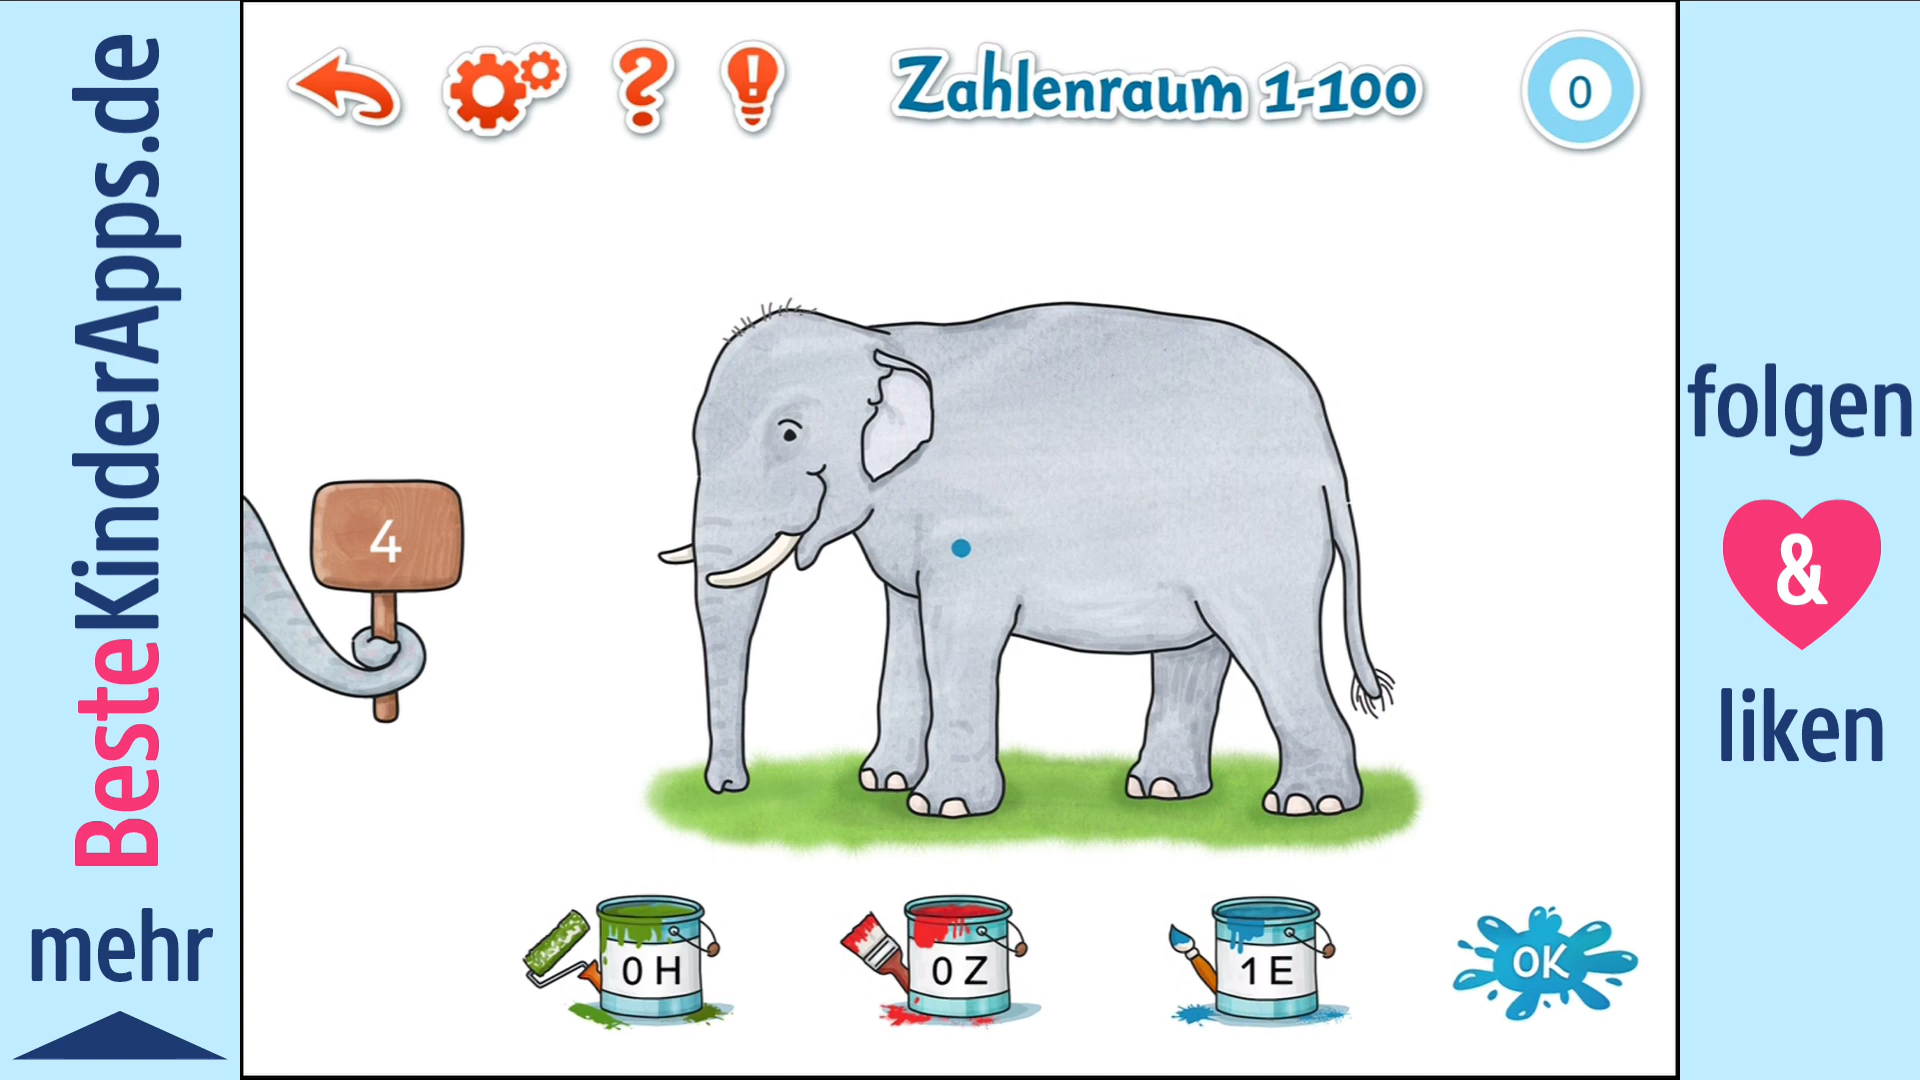 mehr BesteKinderApps.de
Zahlenraum 1-100
0
4
0 H
0 Z
1 E
OK
folgen
&
liken